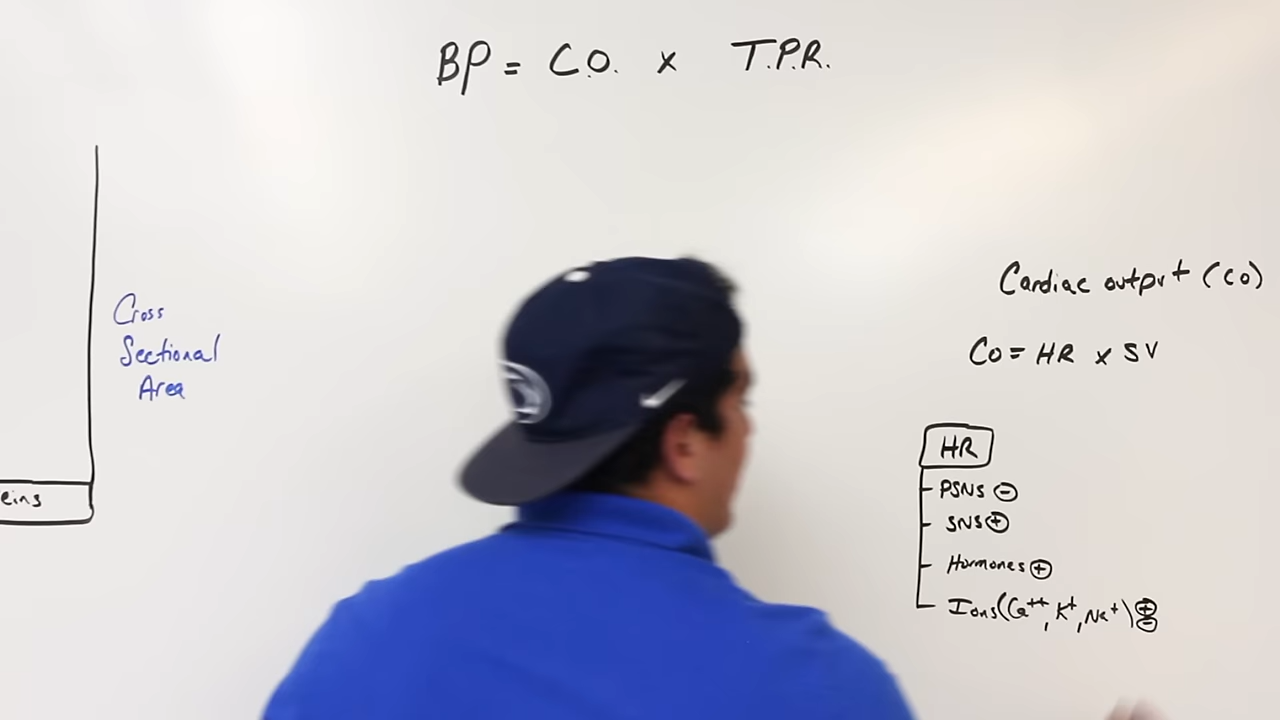 BP = C.O. x T.P.R.
Cross
Sectional
Area
eins
Cardiac output (CO)
CO = HR x SV
HR
PSNS ⊖
SNS ⊕
Hormones ⊕
Ions (Ca⁺⁺, K⁺, Na⁺) ⊕ ⊖